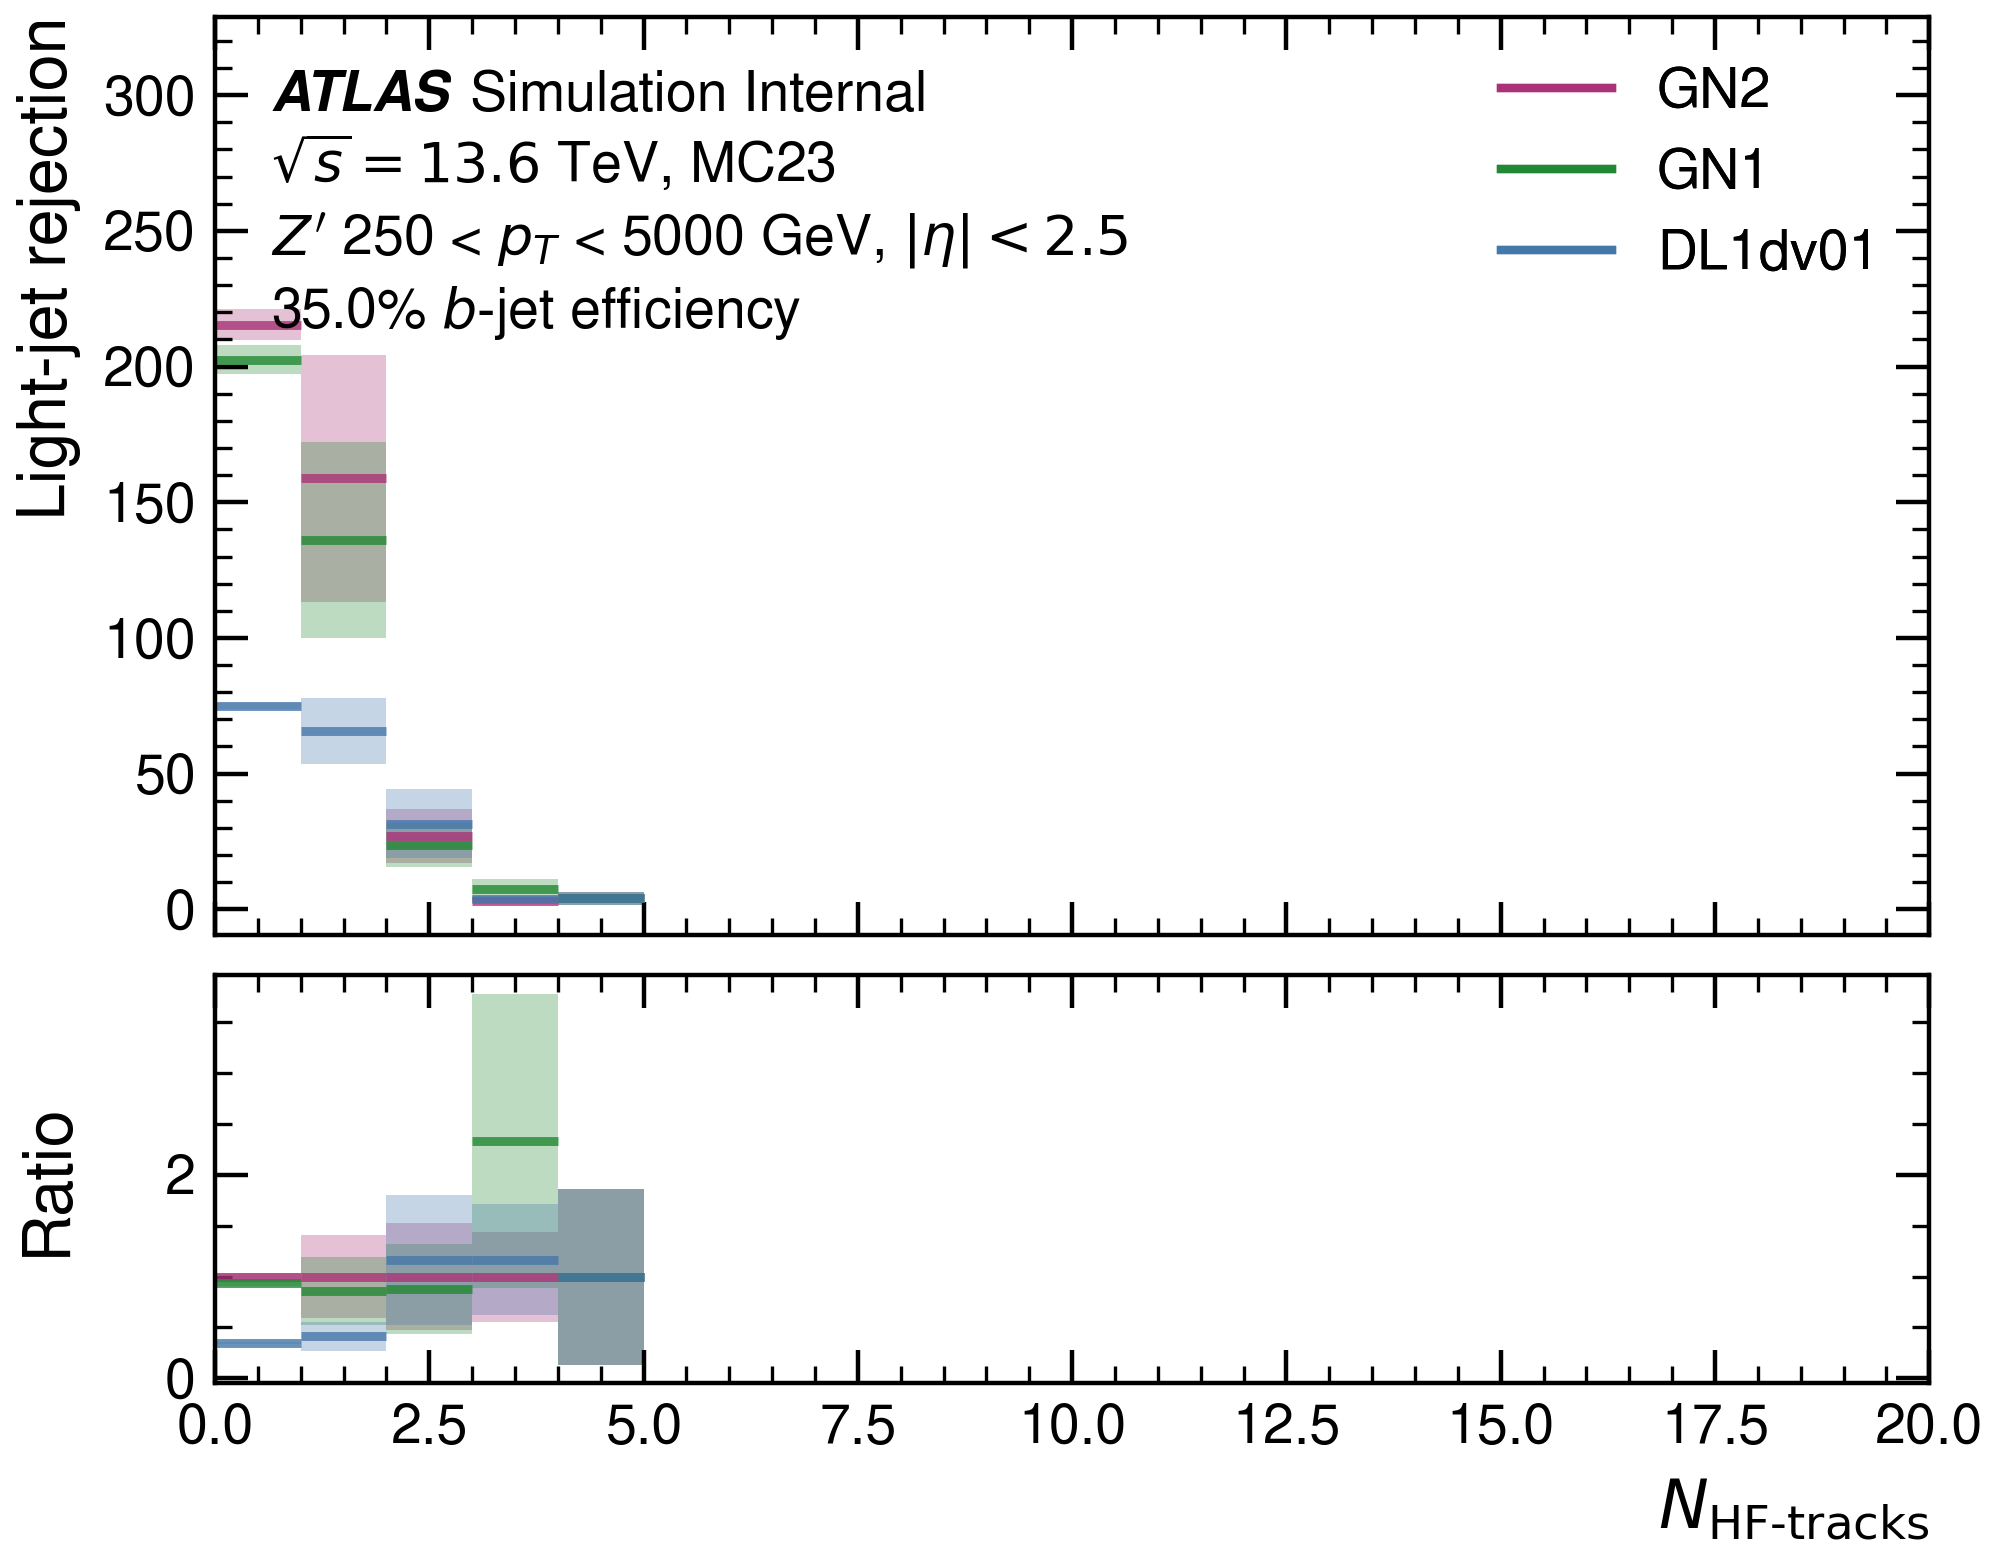 Light-jet rejection
300
250
200
150
100
50
0
ATLAS Simulation Internal
√s = 13.6 TeV, MC23
Z′ 250 < p_T < 5000 GeV, |η| < 2.5
35.0% b-jet efficiency
GN2
GN1
DL1dv01
Ratio
2
0
0.0 2.5 5.0 7.5 10.0 12.5 15.0 17.5 20.0
N_HF-tracks